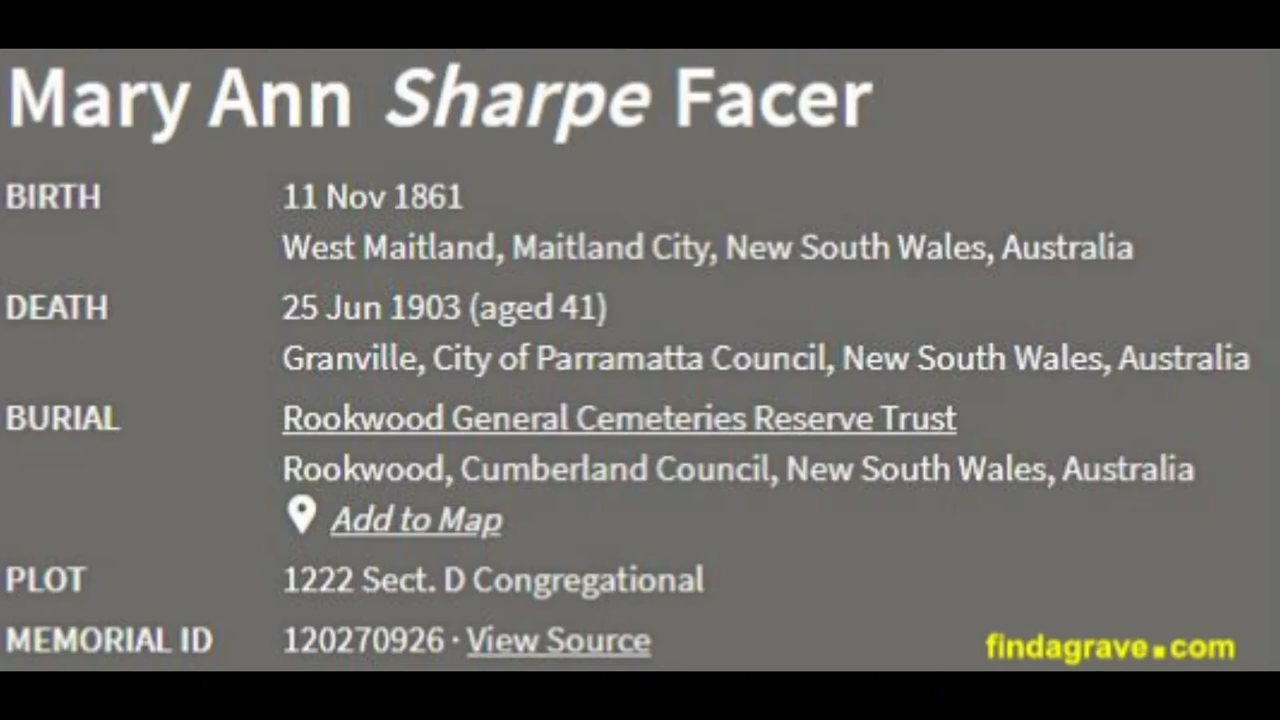 Mary Ann Sharpe Facer
BIRTH 11 Nov 1861
West Maitland, Maitland City, New South Wales, Australia
DEATH 25 Jun 1903 (aged 41)
Granville, City of Parramatta Council, New South Wales, Australia
BURIAL Rookwood General Cemeteries Reserve Trust
Rookwood, Cumberland Council, New South Wales, Australia
Add to Map
PLOT 1222 Sect. D Congregational
MEMORIAL ID 120270926 · View Source
findagrave.com